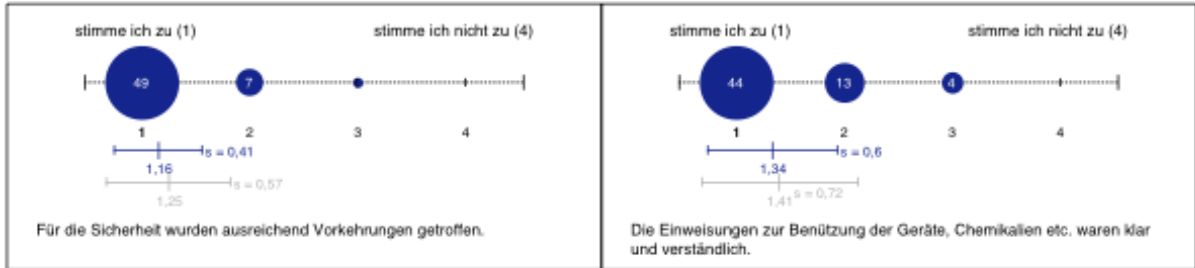 stimme ich zu (1) stimme ich nicht zu (4)
49 7
1 2 3 4
s = 0,41
1,16
s = 0,57
1,25
Für die Sicherheit wurden ausreichend Vorkehrungen getroffen.
stimme ich zu (1) stimme ich nicht zu (4)
44 13 4
1 2 3 4
s = 0,6
1,34
s = 0,72
1,41
Die Einweisungen zur Benützung der Geräte, Chemikalien etc. waren klar
und verständlich.